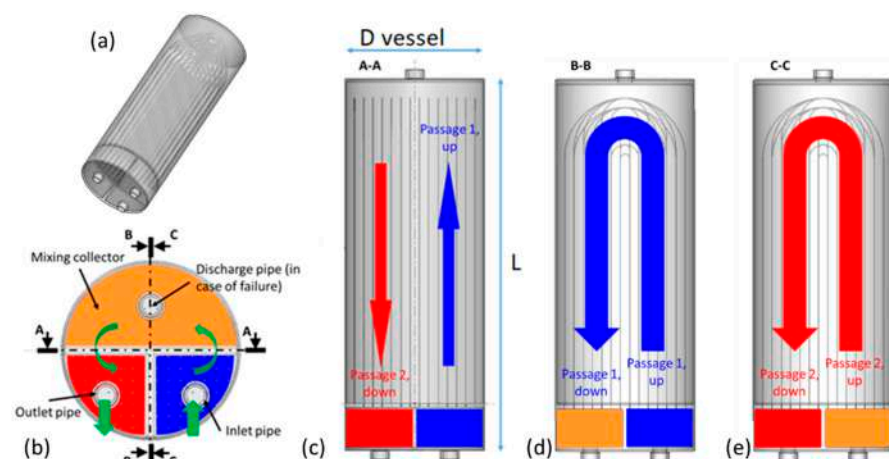 (a)
D vessel
A-A
B-B
C-C
Passage 1,
up
Passage 2,
down
L
Passage 1,
down
Passage 1,
up
Passage 2,
down
Passage 2,
up
B
C
Mixing collector
Discharge pipe (in
case of failure)
A
A
Outlet pipe
Inlet pipe
(b)
(c)
(d)
(e)